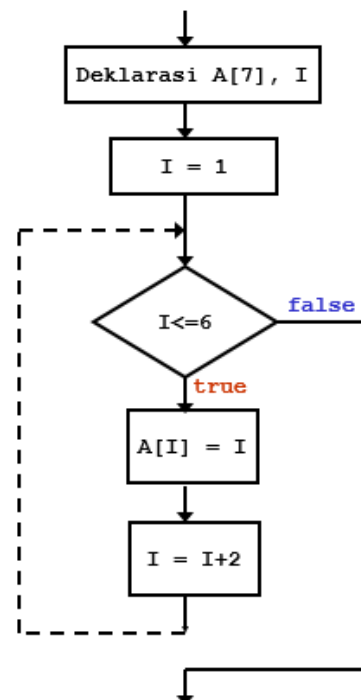 Deklarasi A[7], I
I = 1
I<=6
false
true
A[I] = I
I = I+2